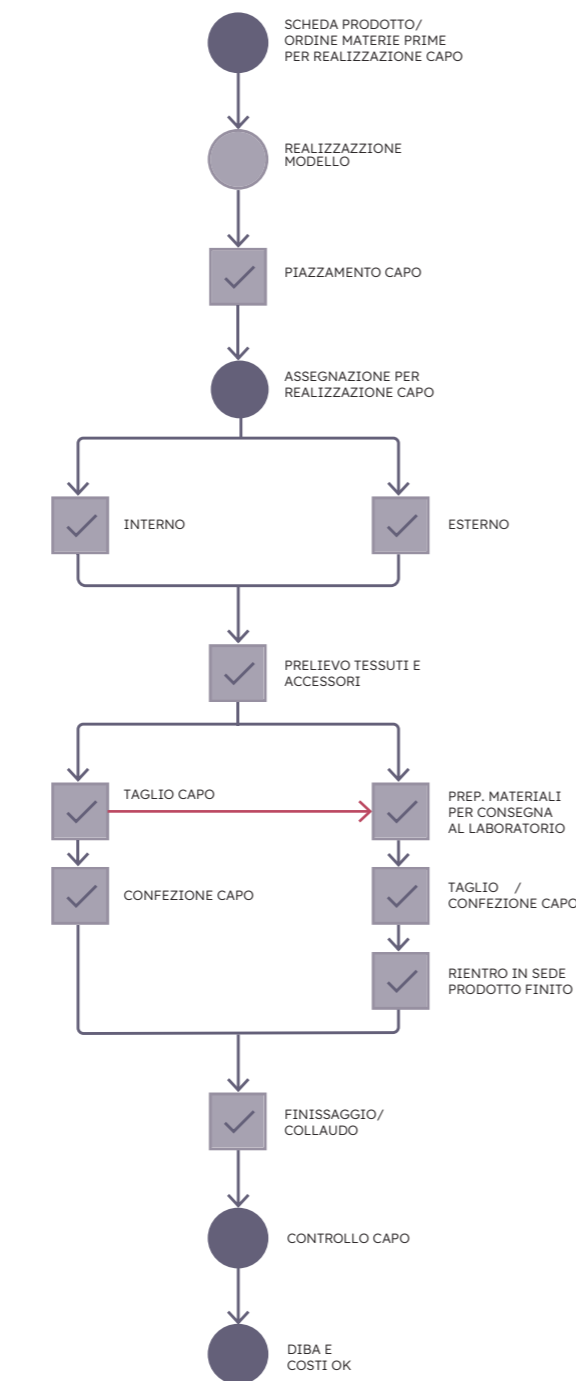 SCHEDA PRODOTTO/
ORDINE MATERIE PRIME
PER REALIZZAZIONE CAPO
REALIZZAZZIONE
MODELLO
PIAZZAMENTO CAPO
ASSEGNAZIONE PER
REALIZZAZIONE CAPO
INTERNO
ESTERNO
PRELIEVO TESSUTI E
ACCESSORI
TAGLIO CAPO
PREP. MATERIALI
PER CONSEGNA
AL LABORATORIO
CONFEZIONE CAPO
TAGLIO /
CONFEZIONE CAPO
RIENTRO IN SEDE
PRODOTTO FINITO
FINISSAGGIO/
COLLAUDO
CONTROLLO CAPO
DIBA E
COSTI OK